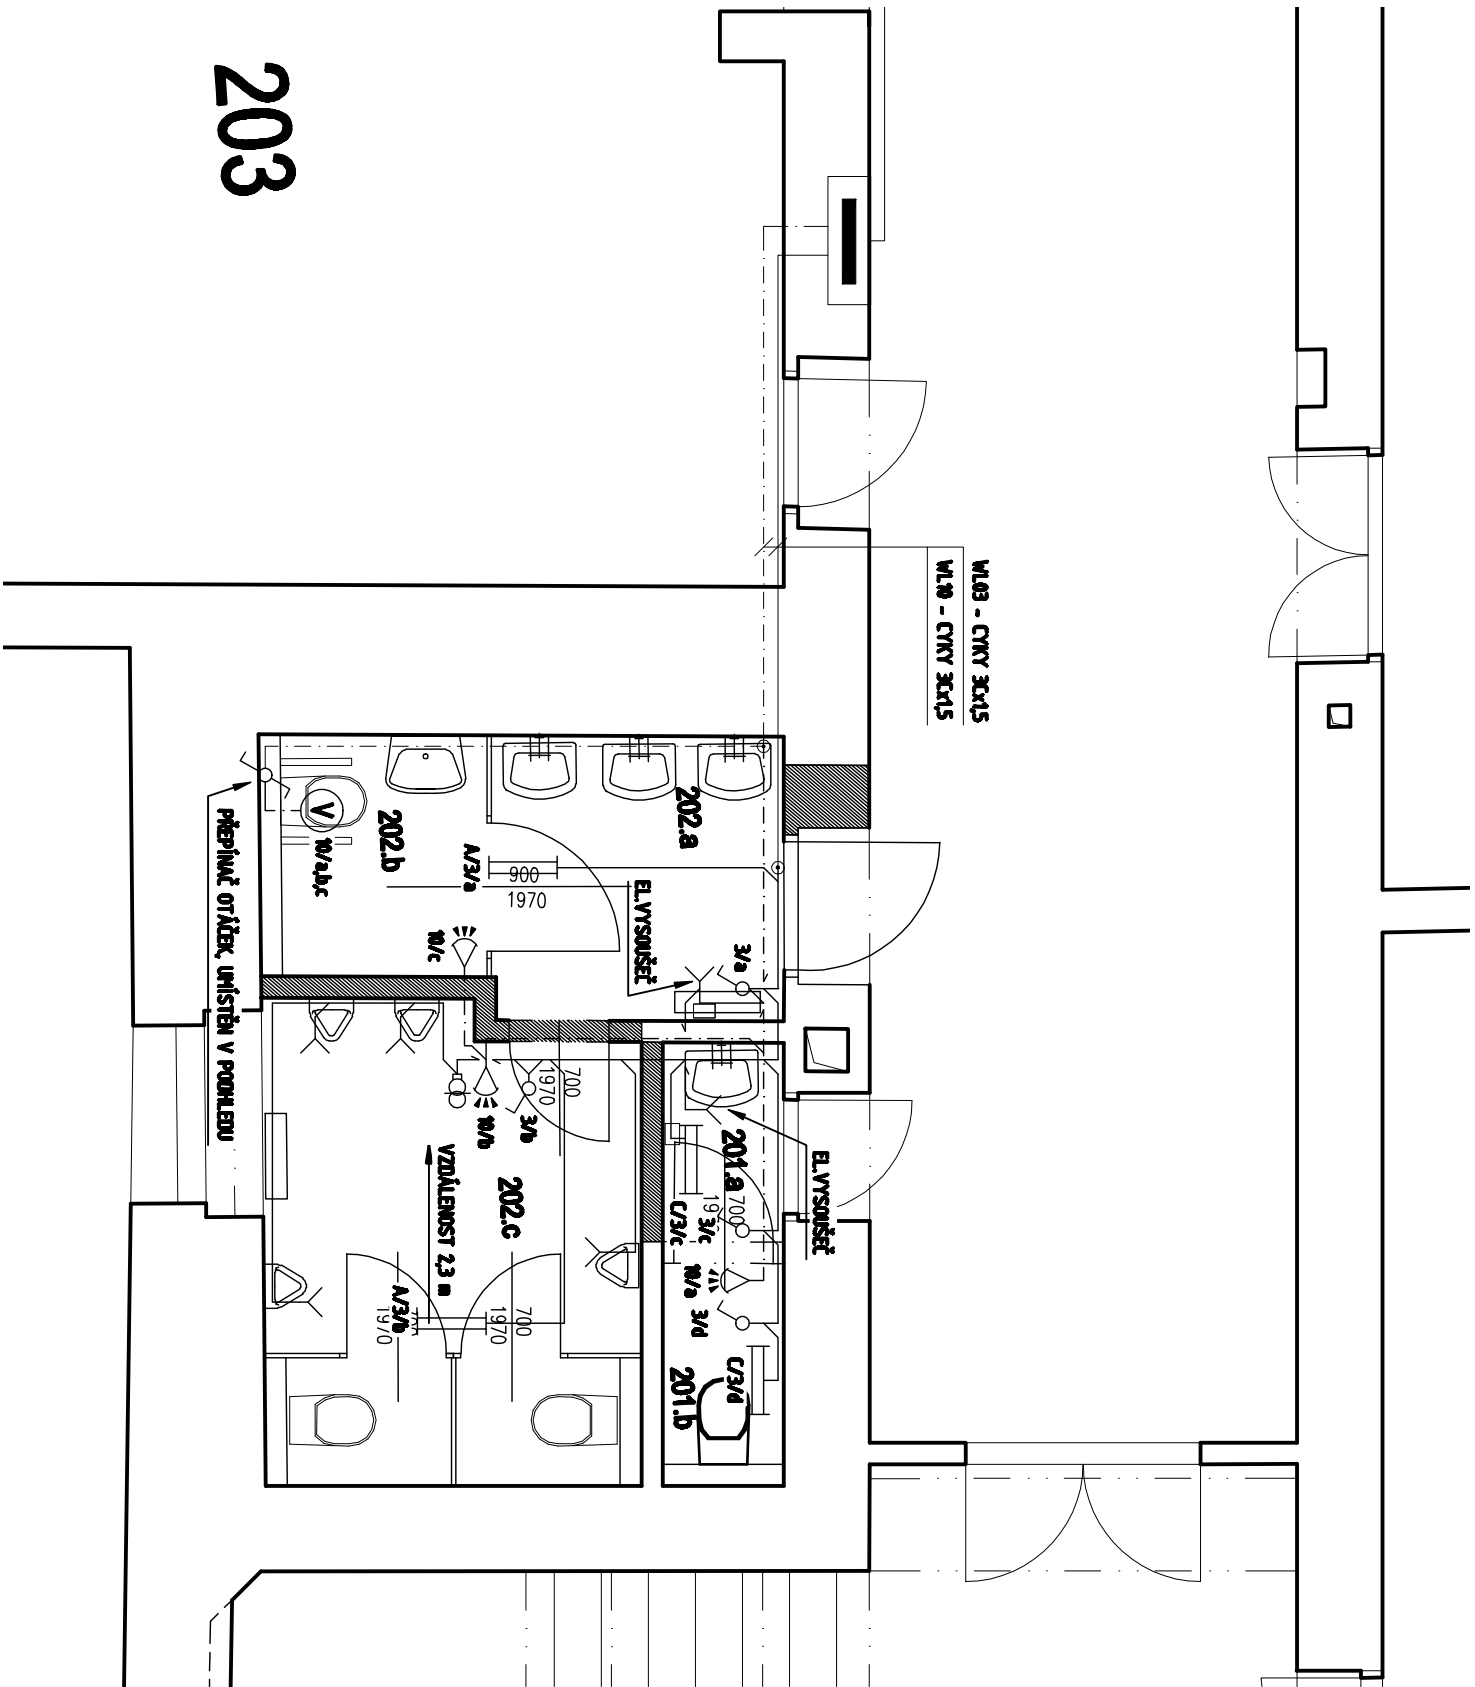 203
WL03 - CYKY 3Cx1,5
WL10 - CYKY 3Cx1,5
202.a
202.b
A/3/a
900
1970
10/a,b,c
10/c
EL.VYSOUŠEČ
3/a
PŘEPÍNAČ OTÁČEK, UMÍSTĚN V PODHLEDU
700
1970
3/b
10/b
202.c
VZDÁLENOST 2,3 m
A/3/b
700
1970
1970
EL.VYSOUŠEČ
201.a
700
3/c
C/3/c
10/a
3/d
C/3/d
201.b
V